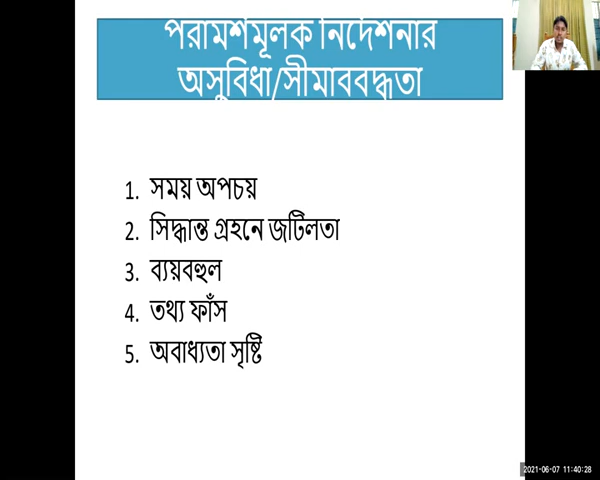 পরামর্শমূলক নির্দেশনার
অসুবিধা/সীমাববদ্ধতা
1. সময় অপচয়
2. সিদ্ধান্ত গ্রহনে জটিলতা
3. ব্যয়বহুল
4. তথ্য ফাঁস
5. অবাধ্যতা সৃষ্টি
2021-06-07 11:40:28